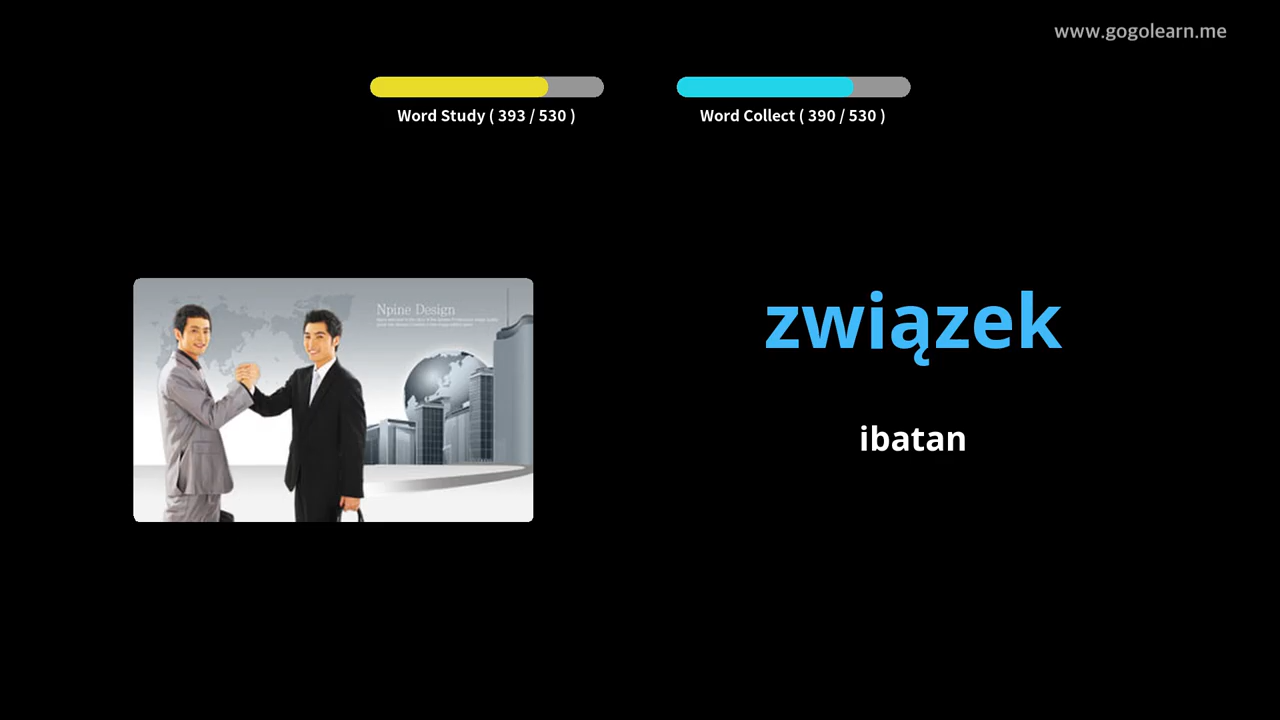 www.gogolearn.me
Word Study ( 393 / 530 )
Word Collect ( 390 / 530 )
Npine Design
związek
ibatan